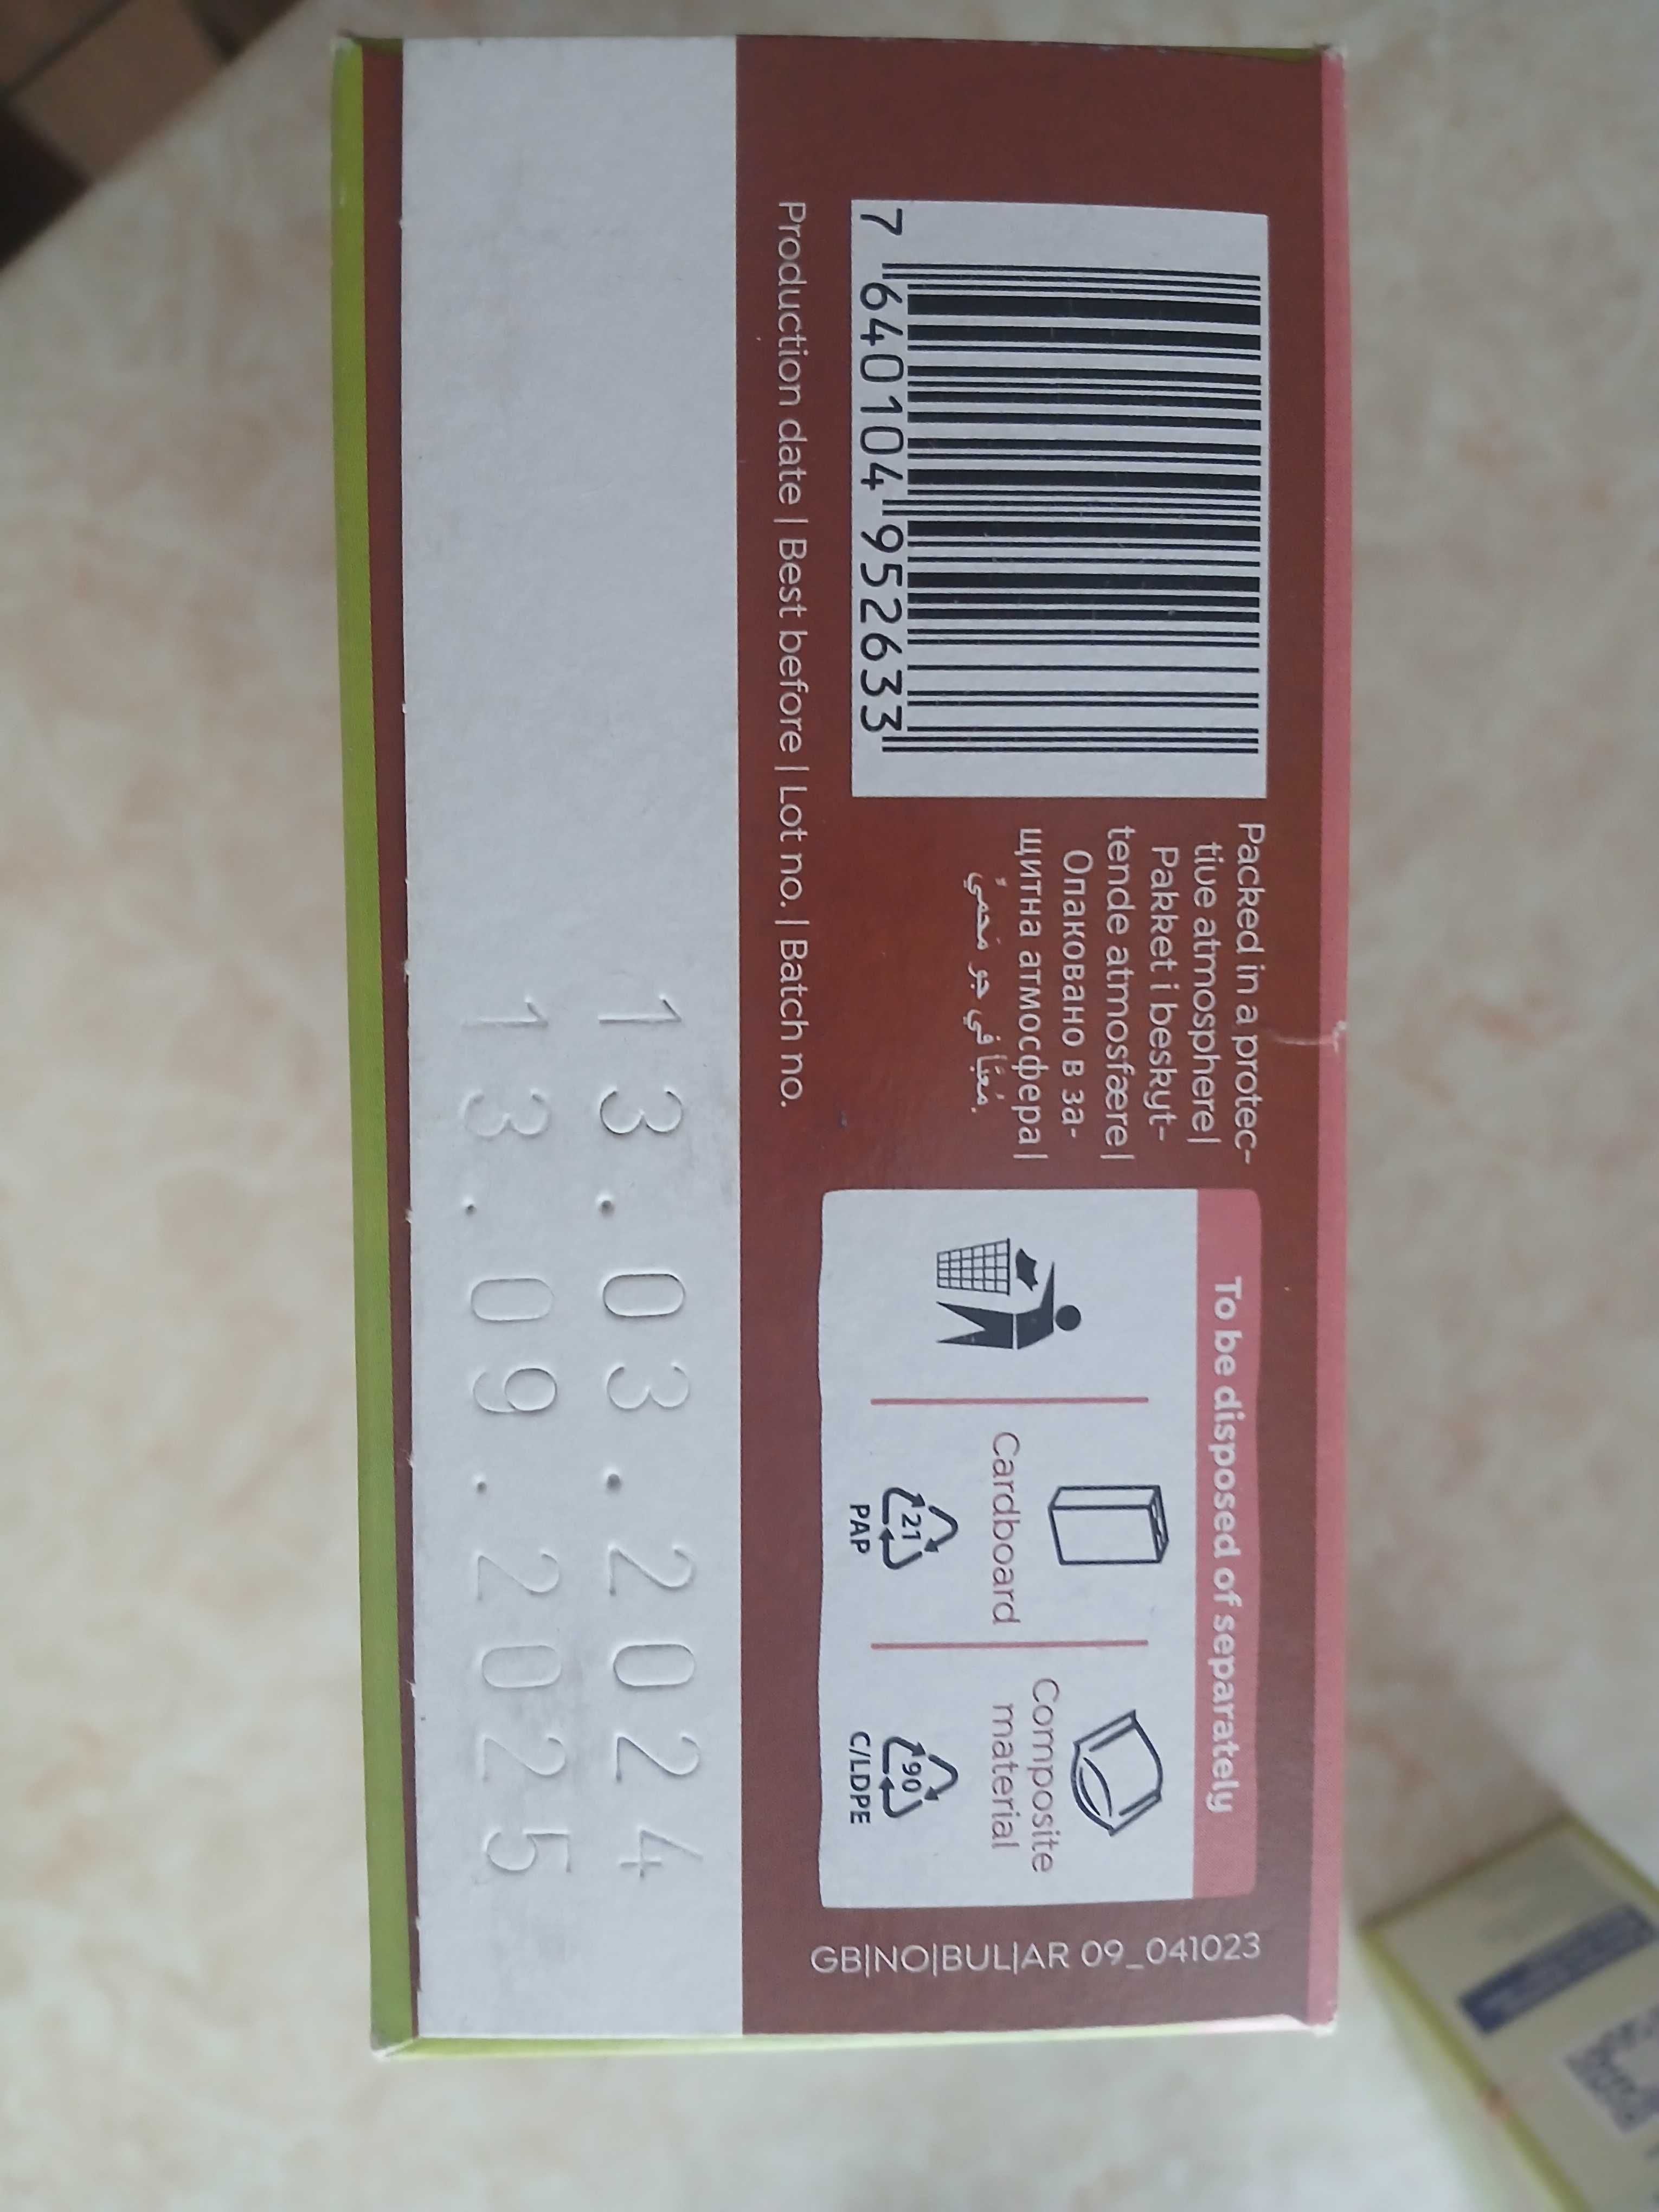 7 640104 952633
Packed in a protec-
tive atmosphere|
Pakket i beskyt-
tende atmosfære|
Опаковано в за-
щитна атмосфера|
مُعبّأ في جو مَحميّ.
To be disposed of separately
Cardboard
21
PAP
Composite
material
90
C/LDPE
GB|NO|BUL|AR 09_041023
Production date | Best before | Lot no. | Batch no.
13.03.2024
13.09.2025